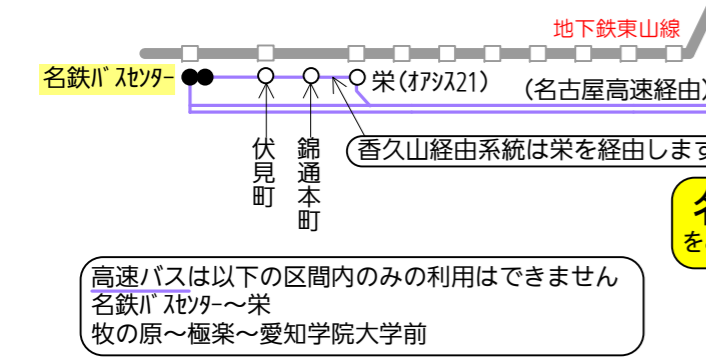 地下鉄東山線
名鉄ﾊﾞｽｾﾝﾀｰ
栄(ｵｱｼｽ21)
(名古屋高速経由)
伏見町
錦通本町
香久山経由系統は栄を経由します
を
高速バスは以下の区間内のみの利用はできません
名鉄ﾊﾞｽｾﾝﾀｰ～栄
牧の原～極楽～愛知学院大学前